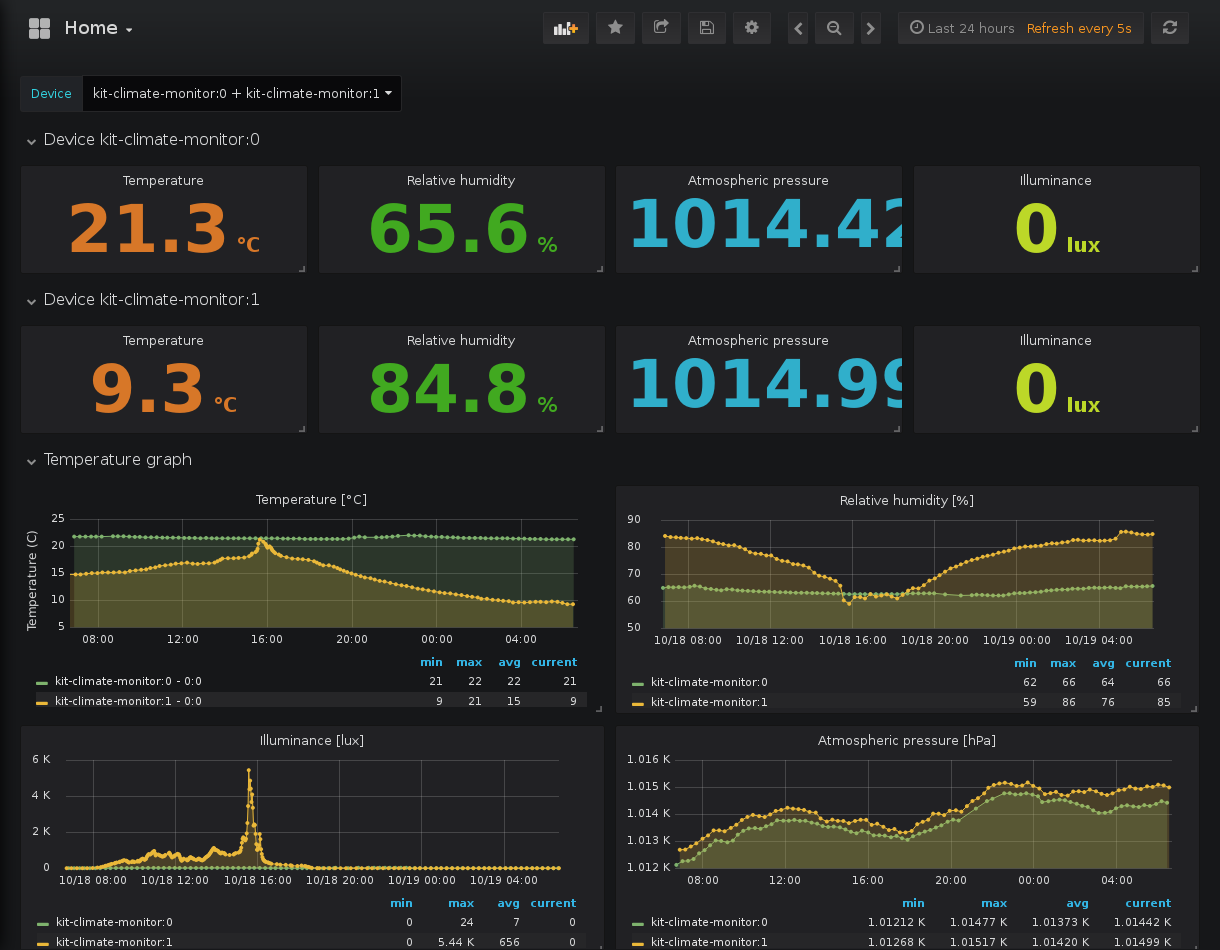 Home
Last 24 hours Refresh every 5s
Device kit-climate-monitor:0 + kit-climate-monitor:1
Device kit-climate-monitor:0
Temperature Relative humidity Atmospheric pressure Illuminance
21.3 °C 65.6 % 1014.42 0 lux
Device kit-climate-monitor:1
Temperature Relative humidity Atmospheric pressure Illuminance
9.3 °C 84.8 % 1014.99 0 lux
Temperature graph
Temperature [°C]
Temperature (C)
25
20
15
10
5
08:00 12:00 16:00 20:00 00:00 04:00
min max avg current
kit-climate-monitor:0 - 0:0 21 22 22 21
kit-climate-monitor:1 - 0:0 9 21 15 9
Relative humidity [%]
90
80
70
60
50
10/18 08:00 10/18 12:00 10/18 16:00 10/18 20:00 10/19 00:00 10/19 04:00
min max avg current
kit-climate-monitor:0 62 66 64 66
kit-climate-monitor:1 59 86 76 85
Illuminance [lux]
6 K
4 K
2 K
0
10/18 08:00 10/18 12:00 10/18 16:00 10/18 20:00 10/19 00:00 10/19 04:00
min max avg current
kit-climate-monitor:0 0 24 7 0
kit-climate-monitor:1 0 5.44 K 656 0
Atmospheric pressure [hPa]
1.016 K
1.015 K
1.014 K
1.013 K
1.012 K
08:00 12:00 16:00 20:00 00:00 04:00
min max avg current
kit-climate-monitor:0 1.01212 K 1.01477 K 1.01373 K 1.01442 K
kit-climate-monitor:1 1.01268 K 1.01517 K 1.01420 K 1.01499 K